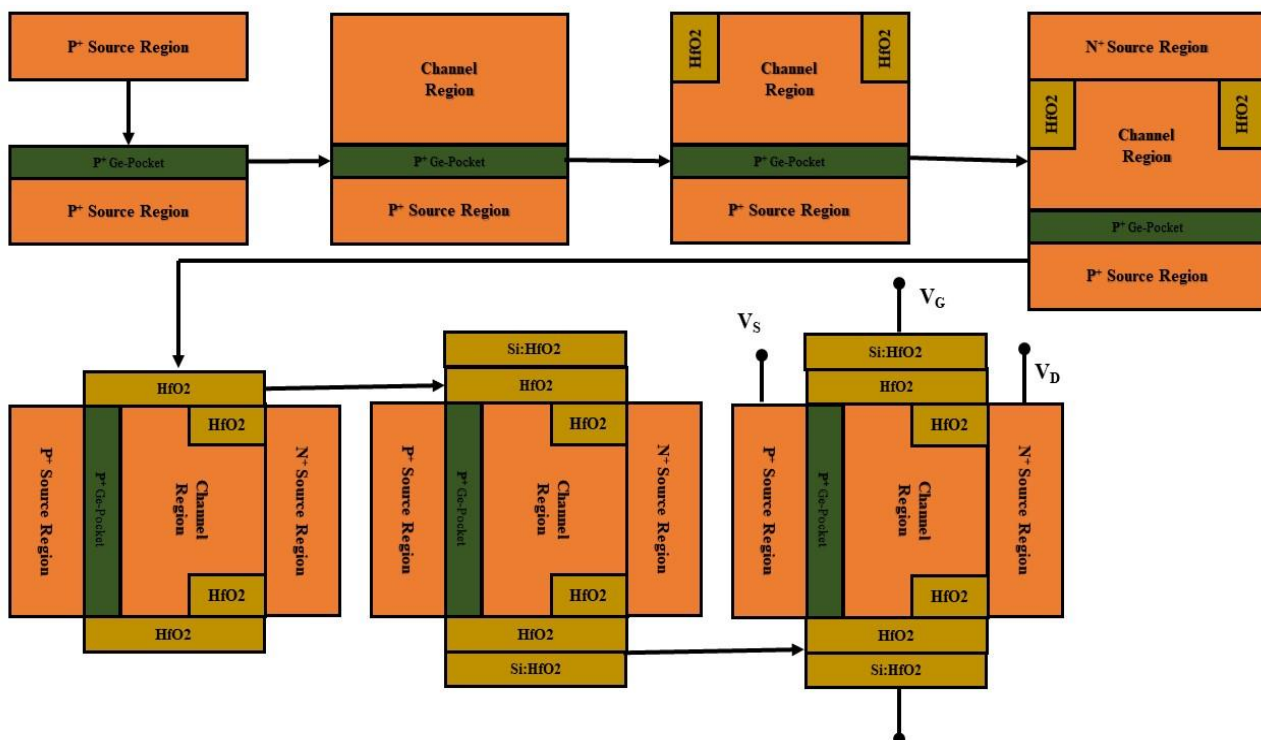 P⁺ Source Region
P⁺ Ge-Pocket
P⁺ Source Region
Channel
Region
P⁺ Ge-Pocket
P⁺ Source Region
HfO2
HfO2
Channel
Region
P⁺ Ge-Pocket
P⁺ Source Region
N⁺ Source Region
HfO2
HfO2
Channel
Region
P⁺ Ge-Pocket
P⁺ Source Region
HfO2
P⁺ Source Region
P⁺ Ge-Pocket
Channel
Region
HfO2
HfO2
N⁺ Source Region
HfO2
Si:HfO2
HfO2
P⁺ Source Region
P⁺ Ge-Pocket
Channel
Region
HfO2
HfO2
N⁺ Source Region
HfO2
Si:HfO2
V_G
V_S
V_D
Si:HfO2
HfO2
P⁺ Source Region
P⁺ Ge-Pocket
Channel
Region
HfO2
HfO2
N⁺ Source Region
HfO2
Si:HfO2